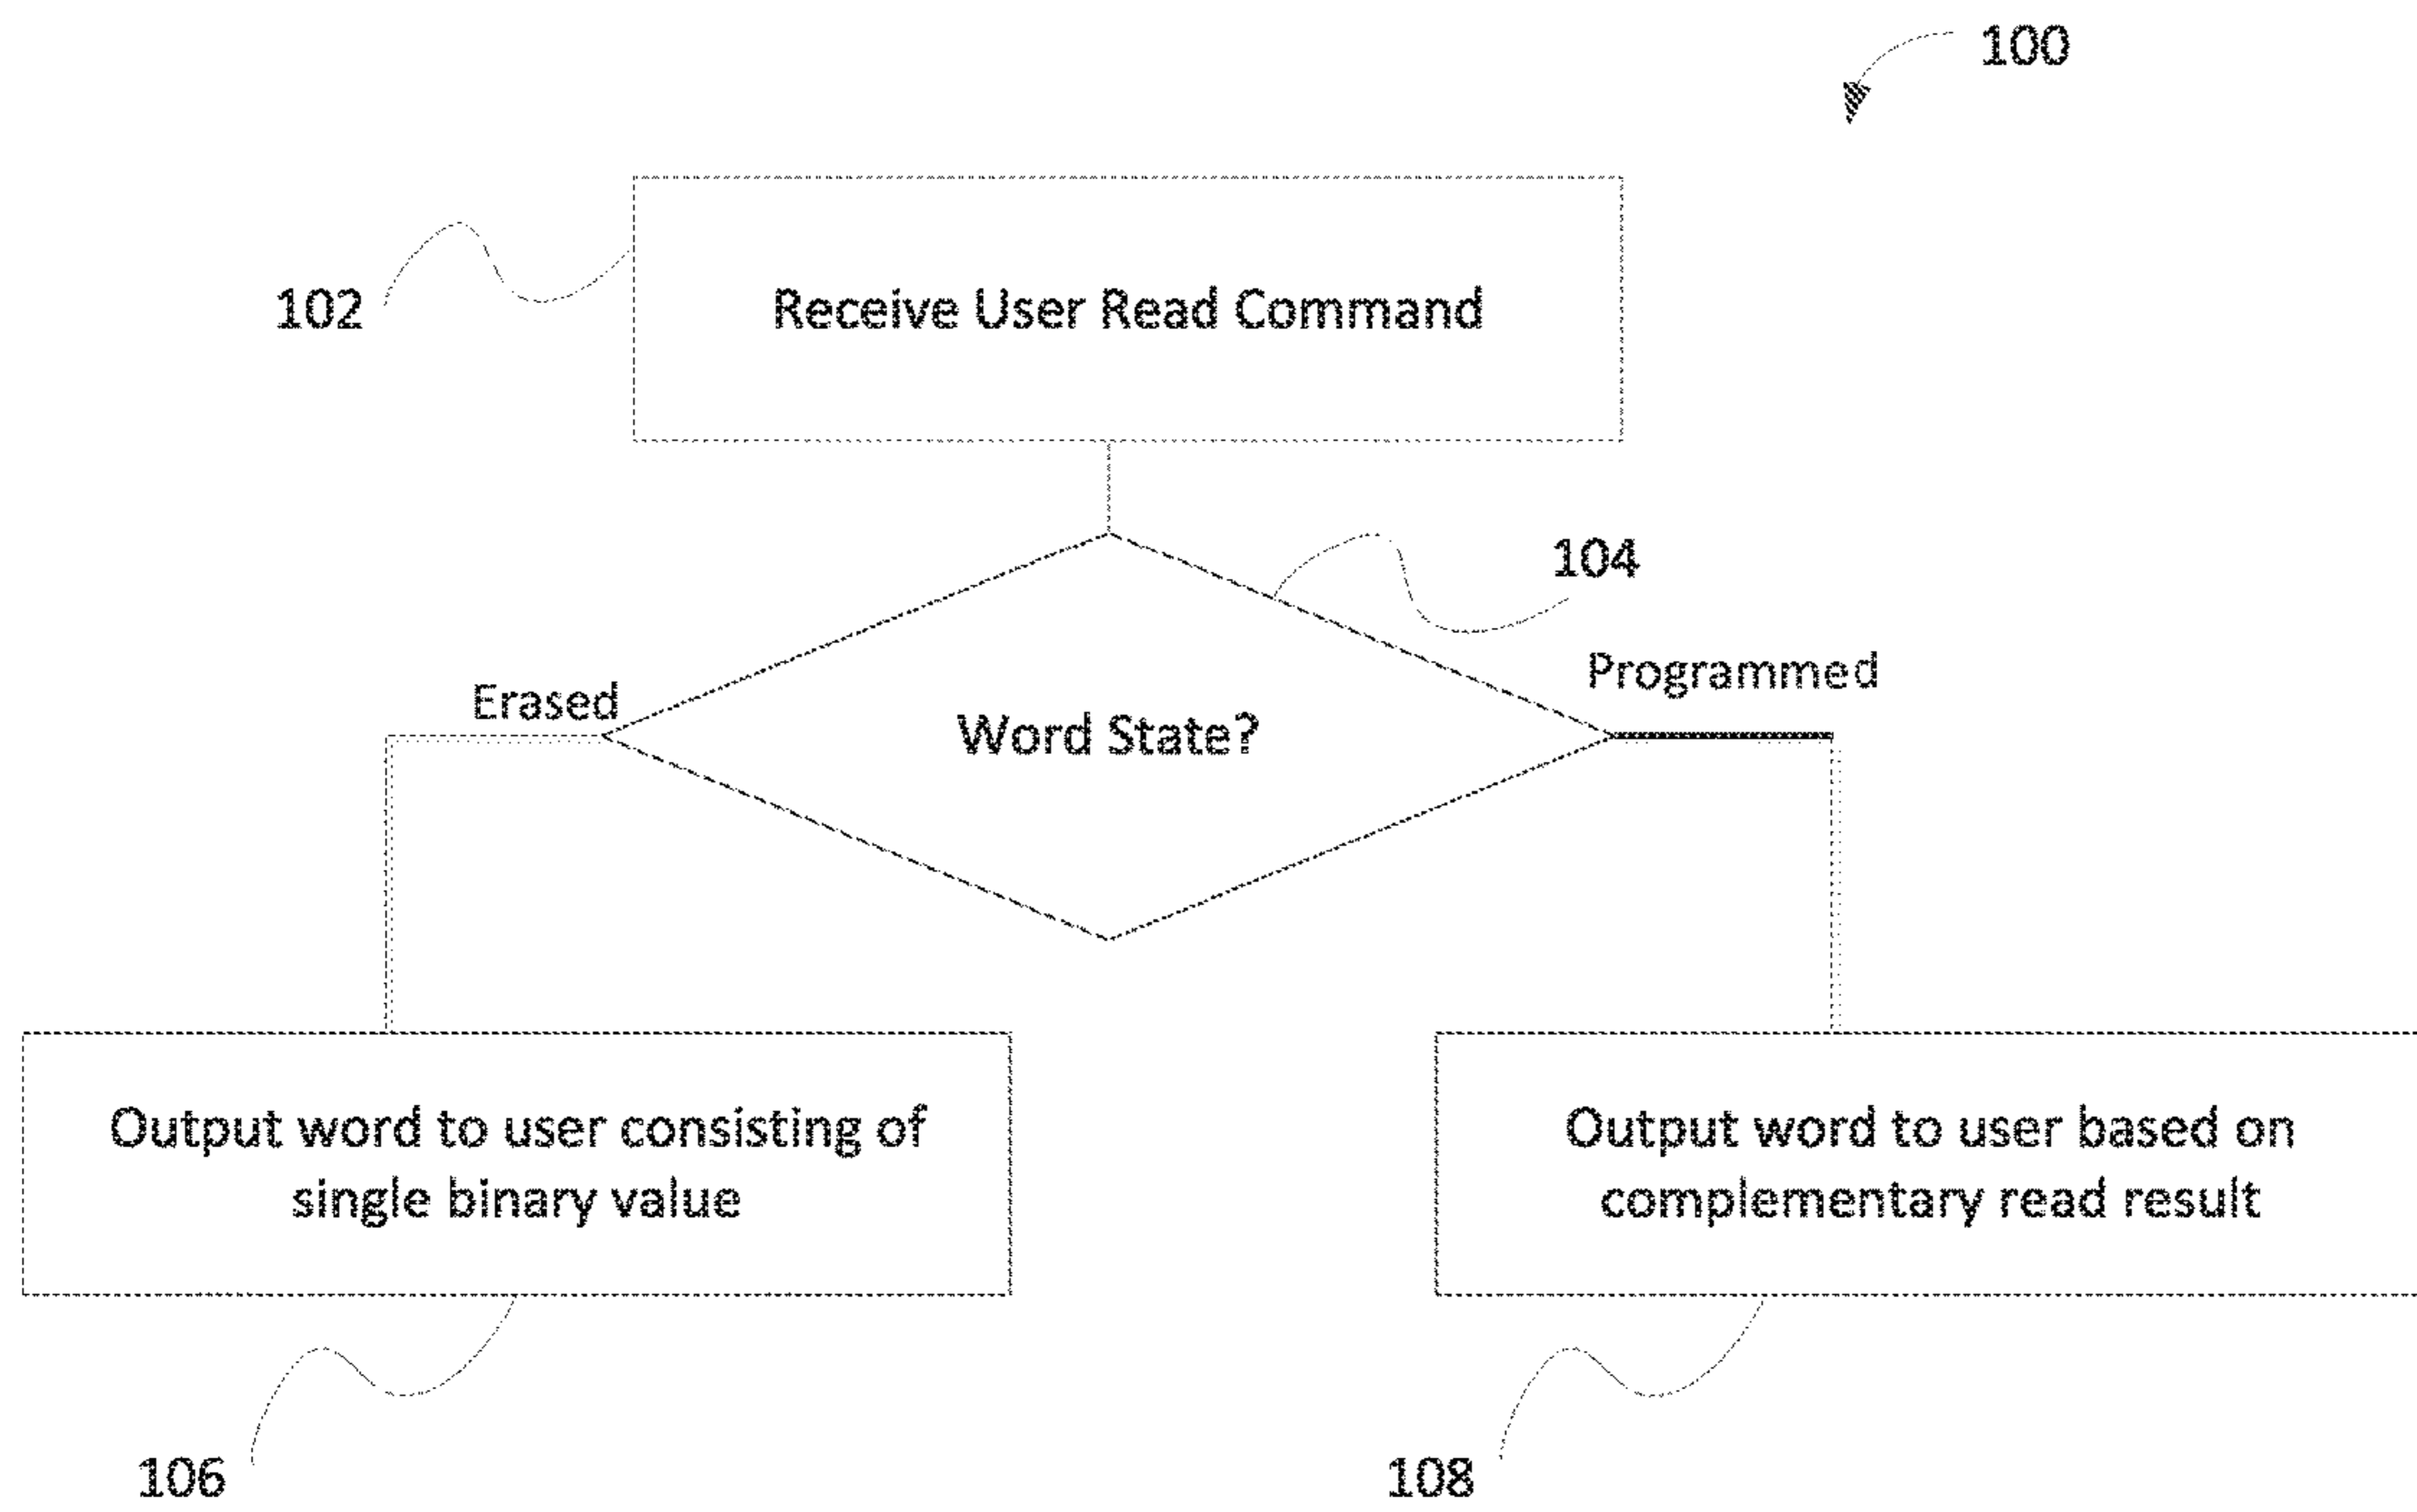 100
102
Receive User Read Command
104
Erased
Programmed
Word State?
Output word to user consisting of
single binary value
Output word to user based on
complementary read result
106
108